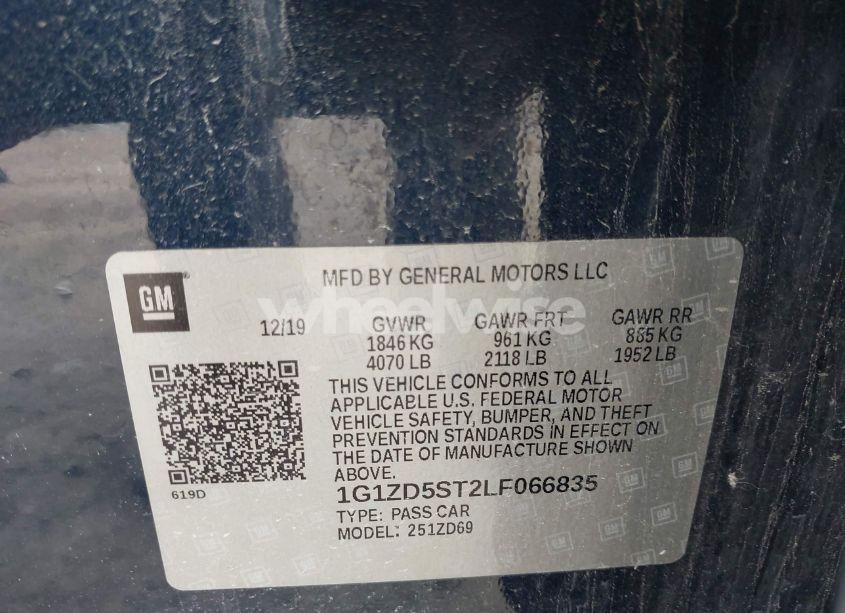 GM
MFD BY GENERAL MOTORS LLC
wheelwise
12/19 GVWR GAWR FRT GAWR RR
1846 KG 961 KG 885 KG
4070 LB 2118 LB 1952 LB
THIS VEHICLE CONFORMS TO ALL
APPLICABLE U.S. FEDERAL MOTOR
VEHICLE SAFETY, BUMPER, AND THEFT
PREVENTION STANDARDS IN EFFECT ON
THE DATE OF MANUFACTURE SHOWN
ABOVE.
619D
1G1ZD5ST2LF066835
TYPE: PASS CAR
MODEL: 251ZD69